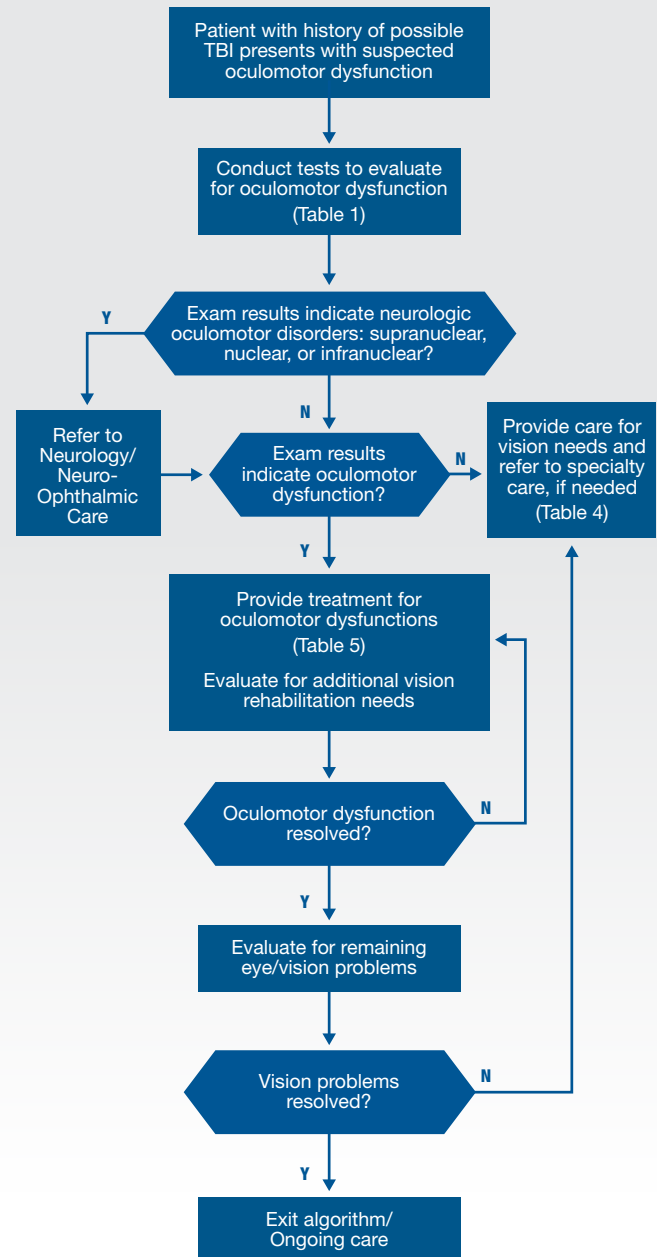 Patient with history of possible
TBI presents with suspected
oculomotor dysfunction
Conduct tests to evaluate
for oculomotor dysfunction
(Table 1)
Y
Exam results indicate neurologic
oculomotor disorders: supranuclear,
nuclear, or infranuclear?
N
Refer to
Neurology/
Neuro-
Ophthalmic
Care
Exam results
indicate oculomotor
dysfunction?
N
Provide care for
vision needs and
refer to specialty
care, if needed
(Table 4)
Y
Provide treatment for
oculomotor dysfunctions
(Table 5)
Evaluate for additional vision
rehabilitation needs
Oculomotor dysfunction
resolved?
N
Y
Evaluate for remaining
eye/vision problems
Vision problems
resolved?
N
Y
Exit algorithm/
Ongoing care